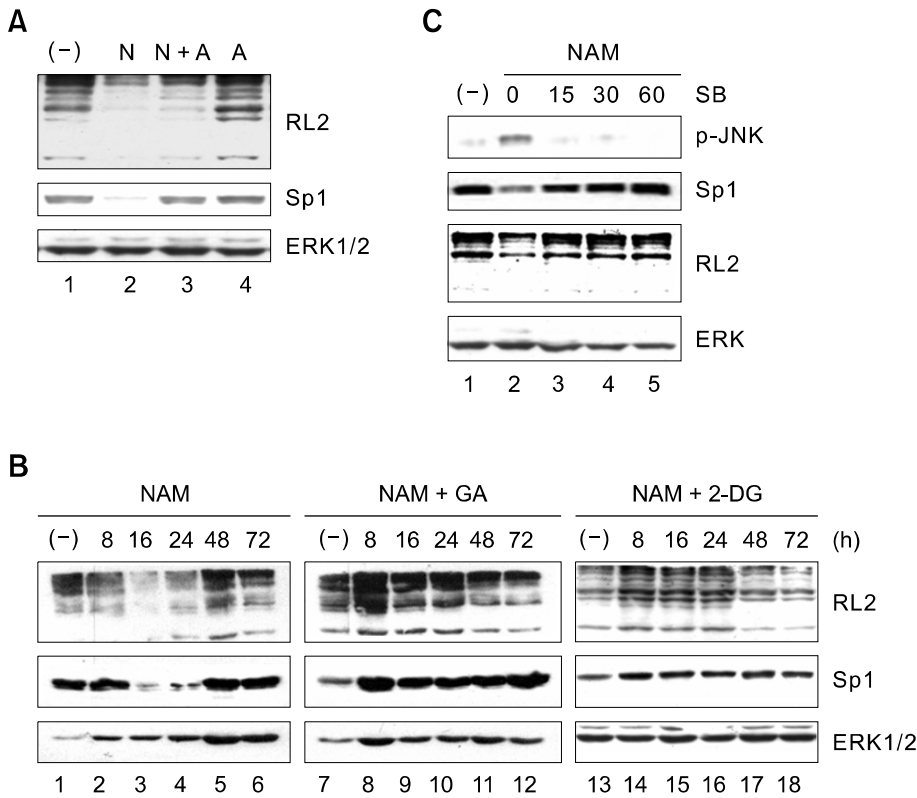 A
(−) N N + A A
RL2
Sp1
ERK1/2
1 2 3 4
C
NAM
(−) 0 15 30 60 SB
p-JNK
Sp1
RL2
ERK
1 2 3 4 5
B
NAM NAM + GA NAM + 2-DG
(−) 8 16 24 48 72 (−) 8 16 24 48 72 (−) 8 16 24 48 72 (h)
RL2
Sp1
ERK1/2
1 2 3 4 5 6 7 8 9 10 11 12 13 14 15 16 17 18